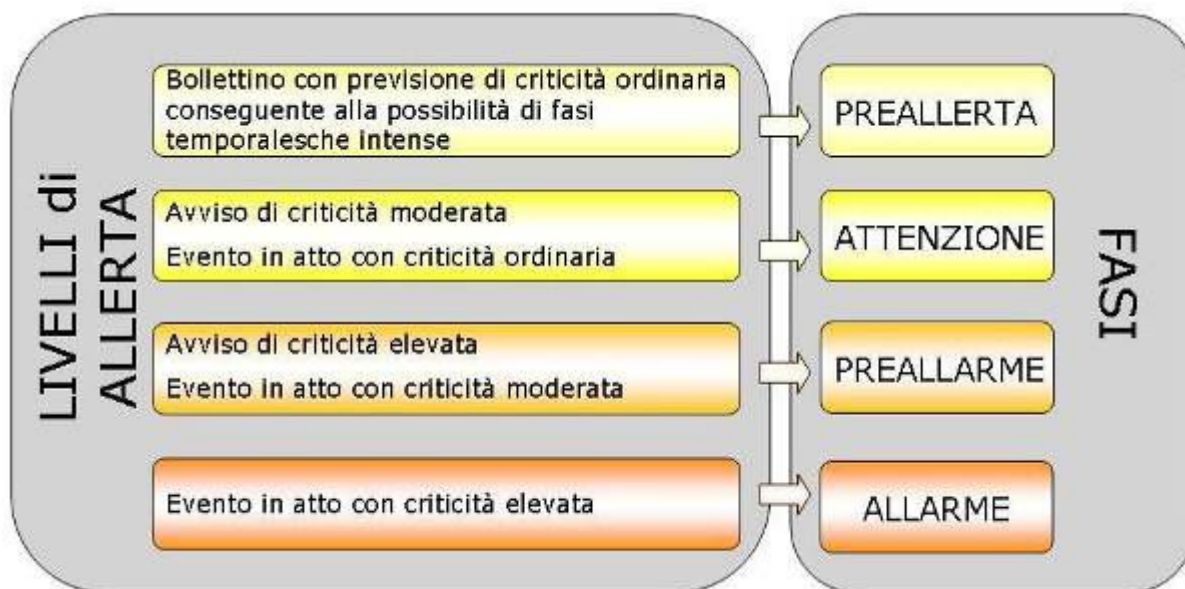 LIVELLI di
ALLERTA
Bollettino con previsione di criticità ordinaria
conseguente alla possibilità di fasi
temporalesche intense
PREALLERTA
Avviso di criticità moderata
Evento in atto con criticità ordinaria
ATTENZIONE
Avviso di criticità elevata
Evento in atto con criticità moderata
PREALLARME
Evento in atto con criticità elevata
ALLARME
FASI